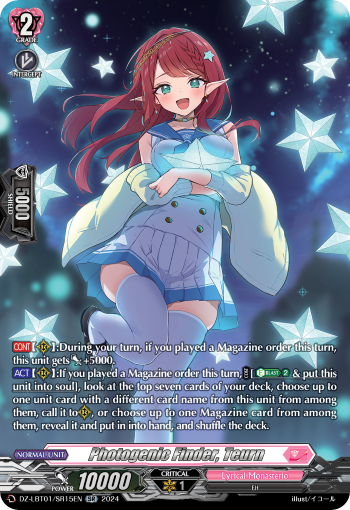 2
GRADE
INTERCEPT
5000
SHIELD
CONT【】:During your turn, if you played a Magazine order this turn,
this unit gets +5000.
ACT【】:If you played a Magazine order this turn, COST [E-BLAST 2 & put this
unit into soul], look at the top seven cards of your deck, choose up to
one unit card with a different card name from this unit from among
them, call it to, or choose up to one Magazine card from among
them, reveal it and put in into hand, and shuffle the deck.
NORMAL UNIT
Photogenic Finder, Teurn
Lyrical Monasterio
POWER 10000 CRITICAL 1
Elf
D DZ-LBT01/SR15EN SR 2024 illust/イコール